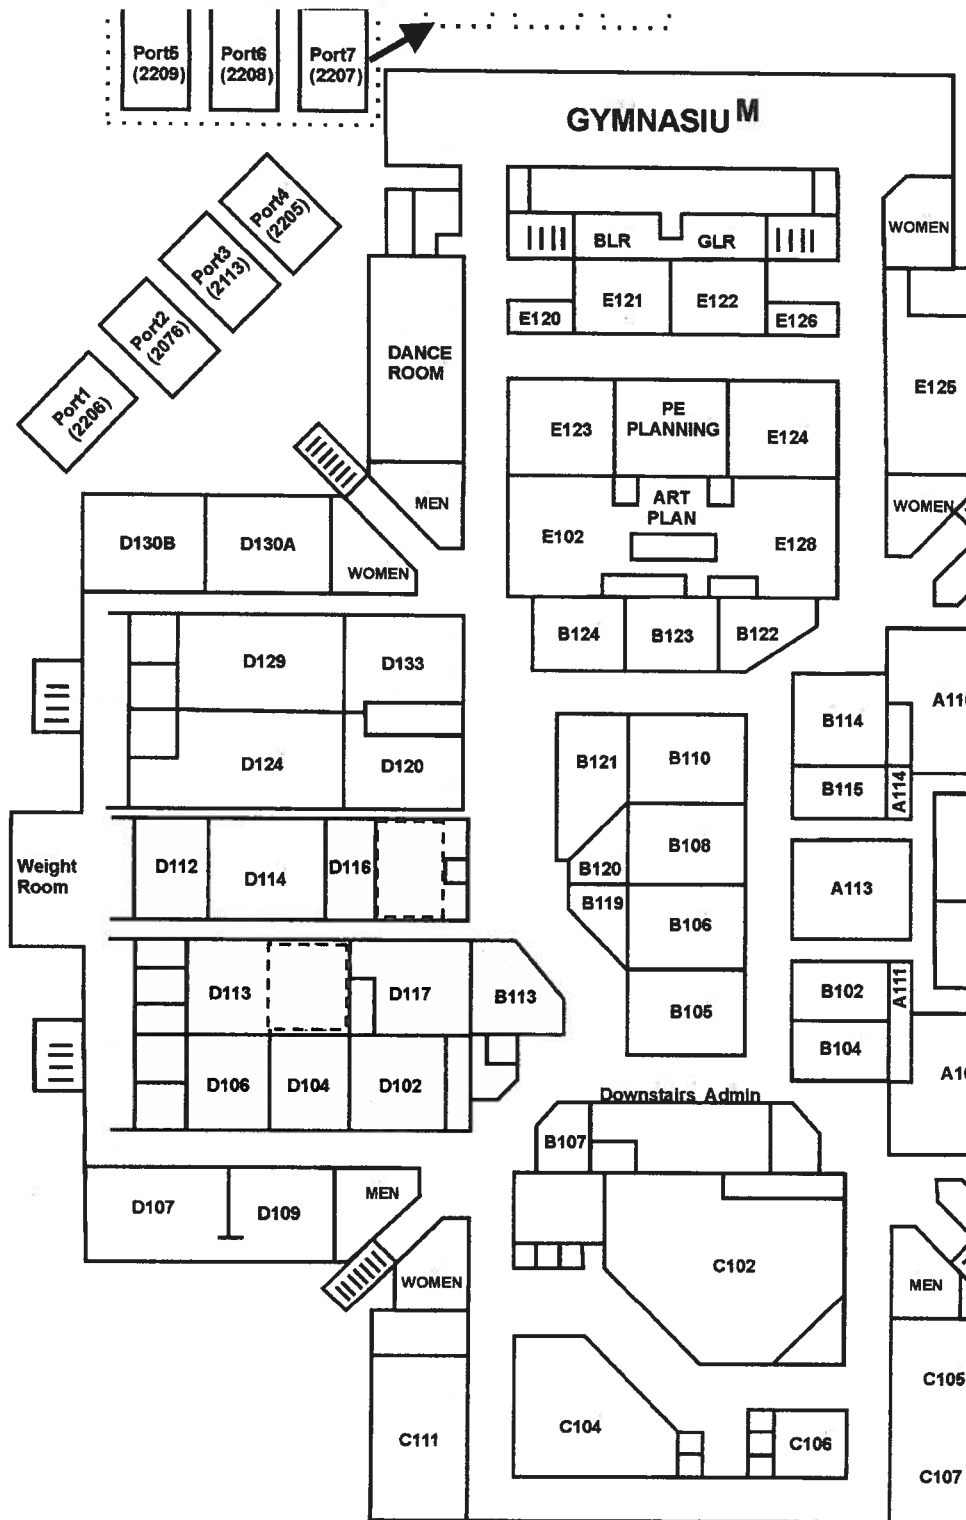 Port5
(2209)
Port6
(2208)
Port7
(2207)
GYMNASIUM
Port4
(2205)
Port3
(2113)
Port2
(2076)
Port1
(2206)
WOMEN
BLR
GLR
E121
E122
E120
E126
DANCE
ROOM
E125
E123
PE
PLANNING
E124
MEN
ART
PLAN
WOMEN
E102
E128
D130B
D130A
WOMEN
B124
B123
B122
D129
D133
B114
B121
B110
D124
D120
B115
A114
Weight
Room
D112
D114
D116
B120
B108
A113
B119
B106
D113
D117
B113
B102
A111
B105
B104
D106
D104
D102
Downstairs Admin
B107
D107
D109
MEN
C102
WOMEN
MEN
C105
C111
C104
C106
C107